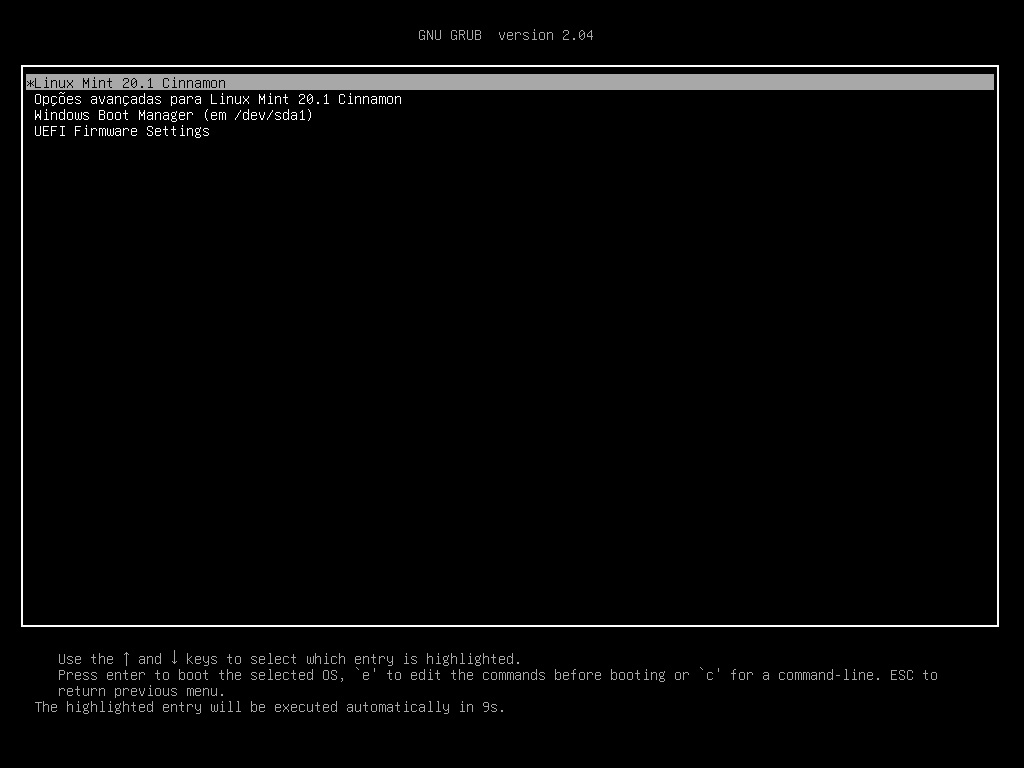 GNU GRUB  version 2.04
*Linux Mint 20.1 Cinnamon
Opções avançadas para Linux Mint 20.1 Cinnamon
Windows Boot Manager (em /dev/sda1)
UEFI Firmware Settings
Use the ↑ and ↓ keys to select which entry is highlighted.
Press enter to boot the selected OS, `e' to edit the commands before booting or `c' for a command-line. ESC to
return previous menu.
The highlighted entry will be executed automatically in 9s.